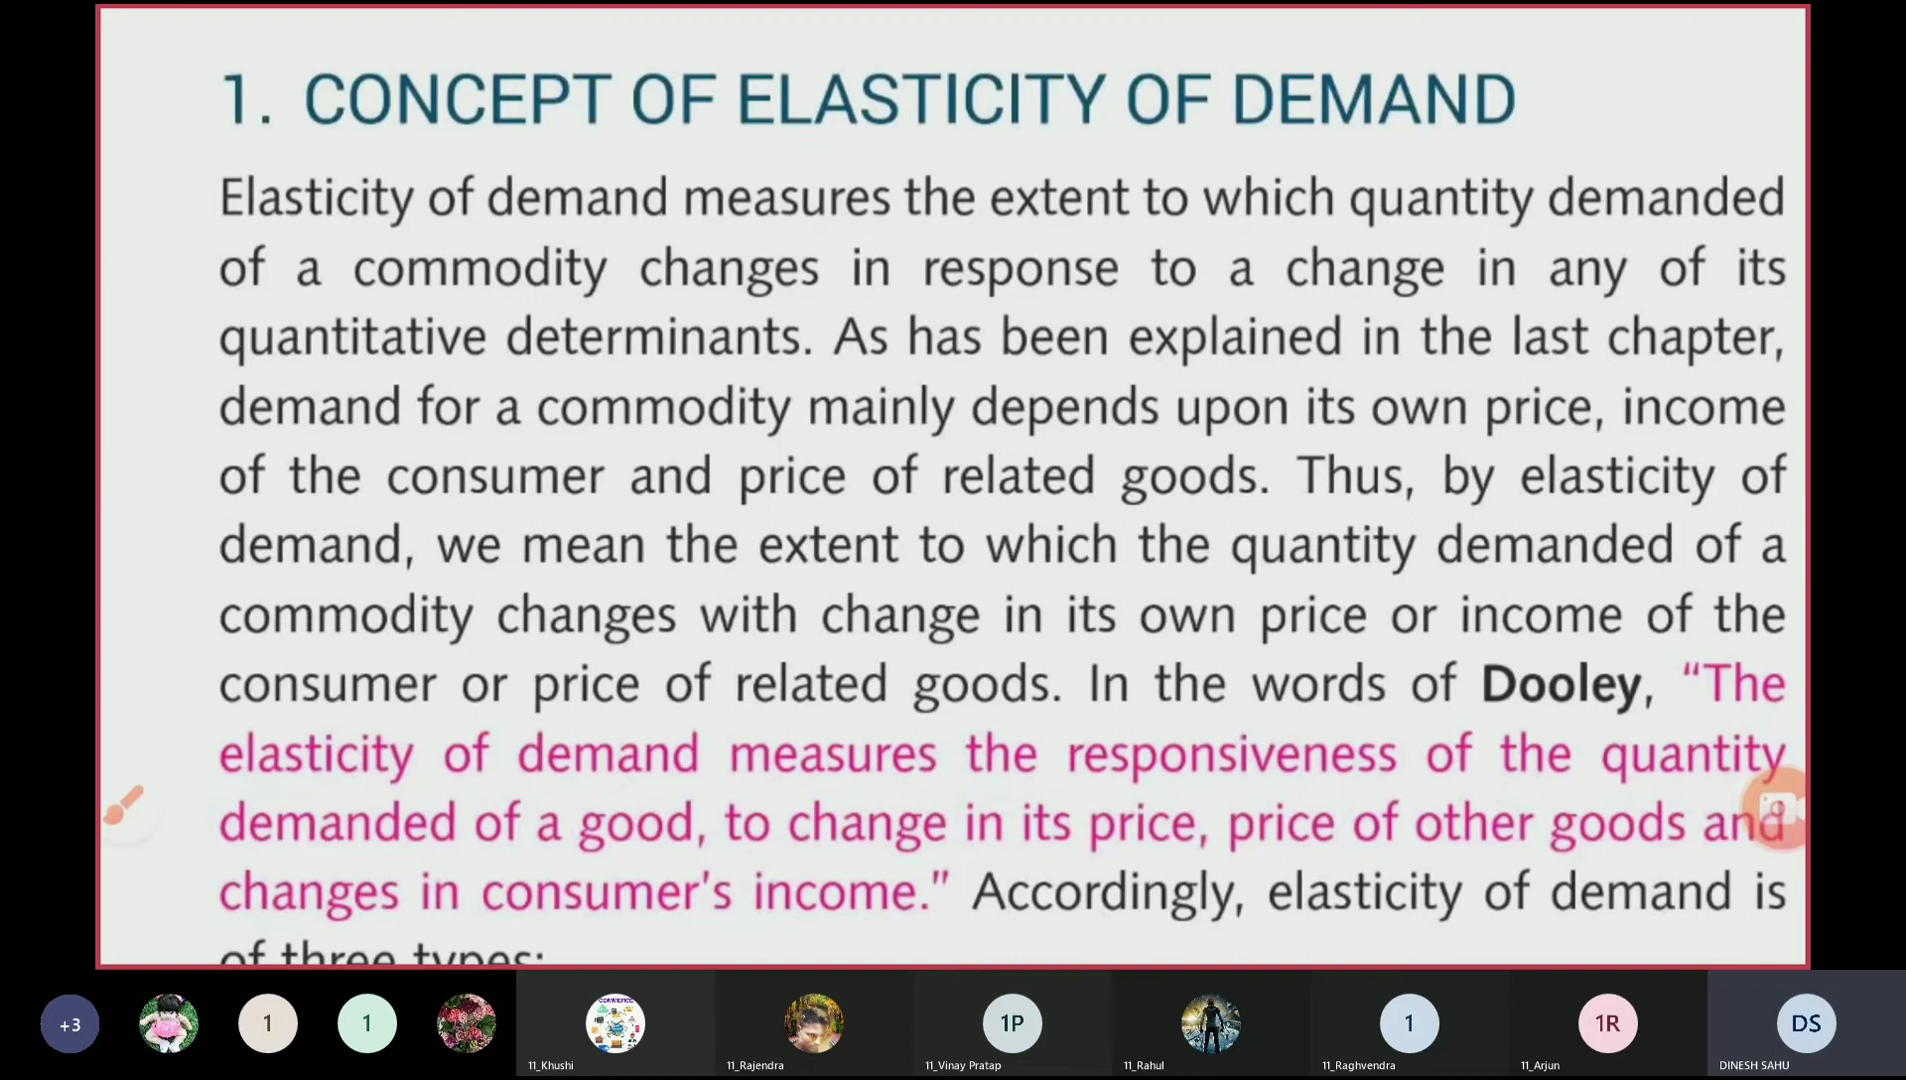 1. CONCEPT OF ELASTICITY OF DEMAND
Elasticity of demand measures the extent to which quantity demanded
of a commodity changes in response to a change in any of its
quantitative determinants. As has been explained in the last chapter,
demand for a commodity mainly depends upon its own price, income
of the consumer and price of related goods. Thus, by elasticity of
demand, we mean the extent to which the quantity demanded of a
commodity changes with change in its own price or income of the
consumer or price of related goods. In the words of Dooley, “The
elasticity of demand measures the responsiveness of the quantity
demanded of a good, to change in its price, price of other goods and
changes in consumer's income.” Accordingly, elasticity of demand is
of three types:
+3
1
1
COMMERCE
1P
1
1R
DS
11_Khushi
11_Rajendra
11_Vinay Pratap
11_Rahul
11_Raghvendra
11_Arjun
DINESH SAHU